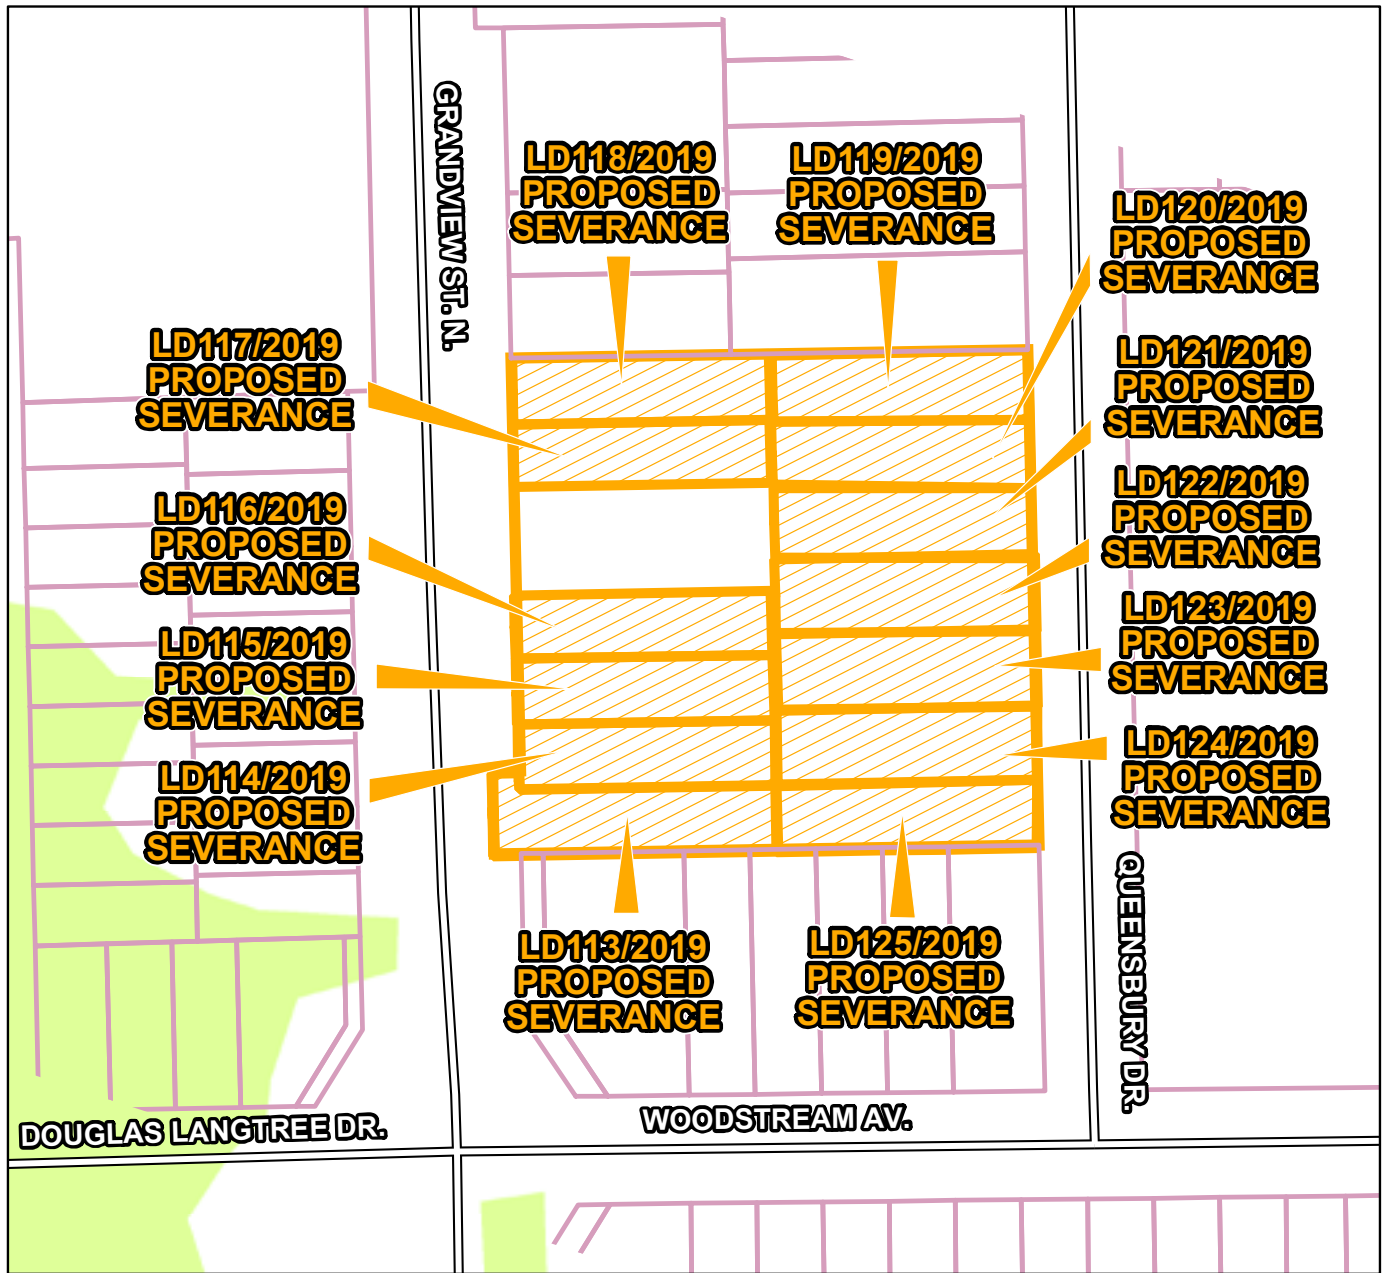 GRANDVIEW ST. N.
LD118/2019
PROPOSED
SEVERANCE
LD119/2019
PROPOSED
SEVERANCE
LD120/2019
PROPOSED
SEVERANCE
LD117/2019
PROPOSED
SEVERANCE
LD121/2019
PROPOSED
SEVERANCE
LD116/2019
PROPOSED
SEVERANCE
LD122/2019
PROPOSED
SEVERANCE
LD115/2019
PROPOSED
SEVERANCE
LD123/2019
PROPOSED
SEVERANCE
LD114/2019
PROPOSED
SEVERANCE
LD124/2019
PROPOSED
SEVERANCE
LD113/2019
PROPOSED
SEVERANCE
LD125/2019
PROPOSED
SEVERANCE
QUEENSBURY DR.
DOUGLAS LANGTREE DR.
WOODSTREAM AV.